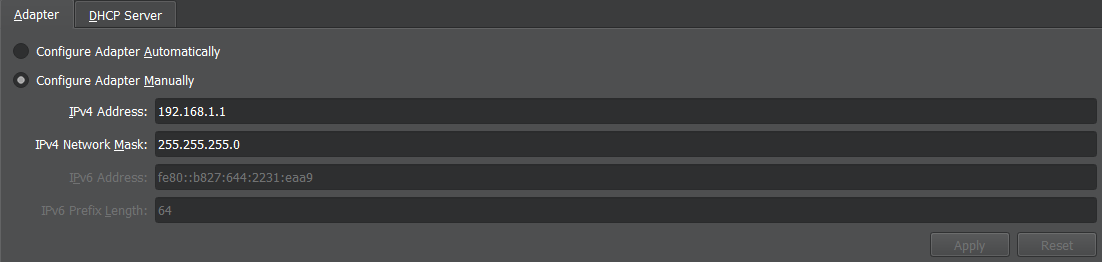 Adapter DHCP Server
Configure Adapter Automatically
Configure Adapter Manually
IPv4 Address: 192.168.1.1
IPv4 Network Mask: 255.255.255.0
IPv6 Address: fe80::b827:644:2231:eaa9
IPv6 Prefix Length: 64
Apply Reset